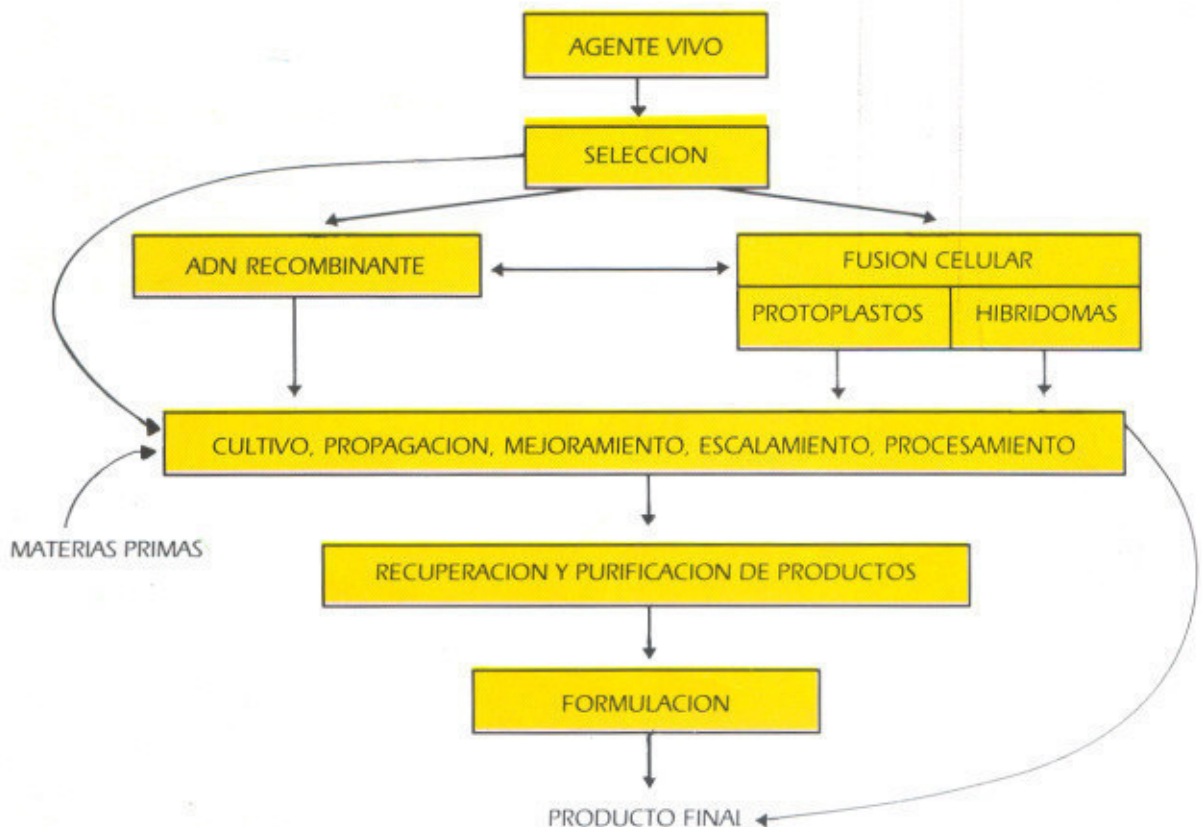 AGENTE VIVO
SELECCION
ADN RECOMBINANTE
FUSION CELULAR
PROTOPLASTOS
HIBRIDOMAS
CULTIVO, PROPAGACION, MEJORAMIENTO, ESCALAMIENTO, PROCESAMIENTO
MATERIAS PRIMAS
RECUPERACION Y PURIFICACION DE PRODUCTOS
FORMULACION
PRODUCTO FINAL